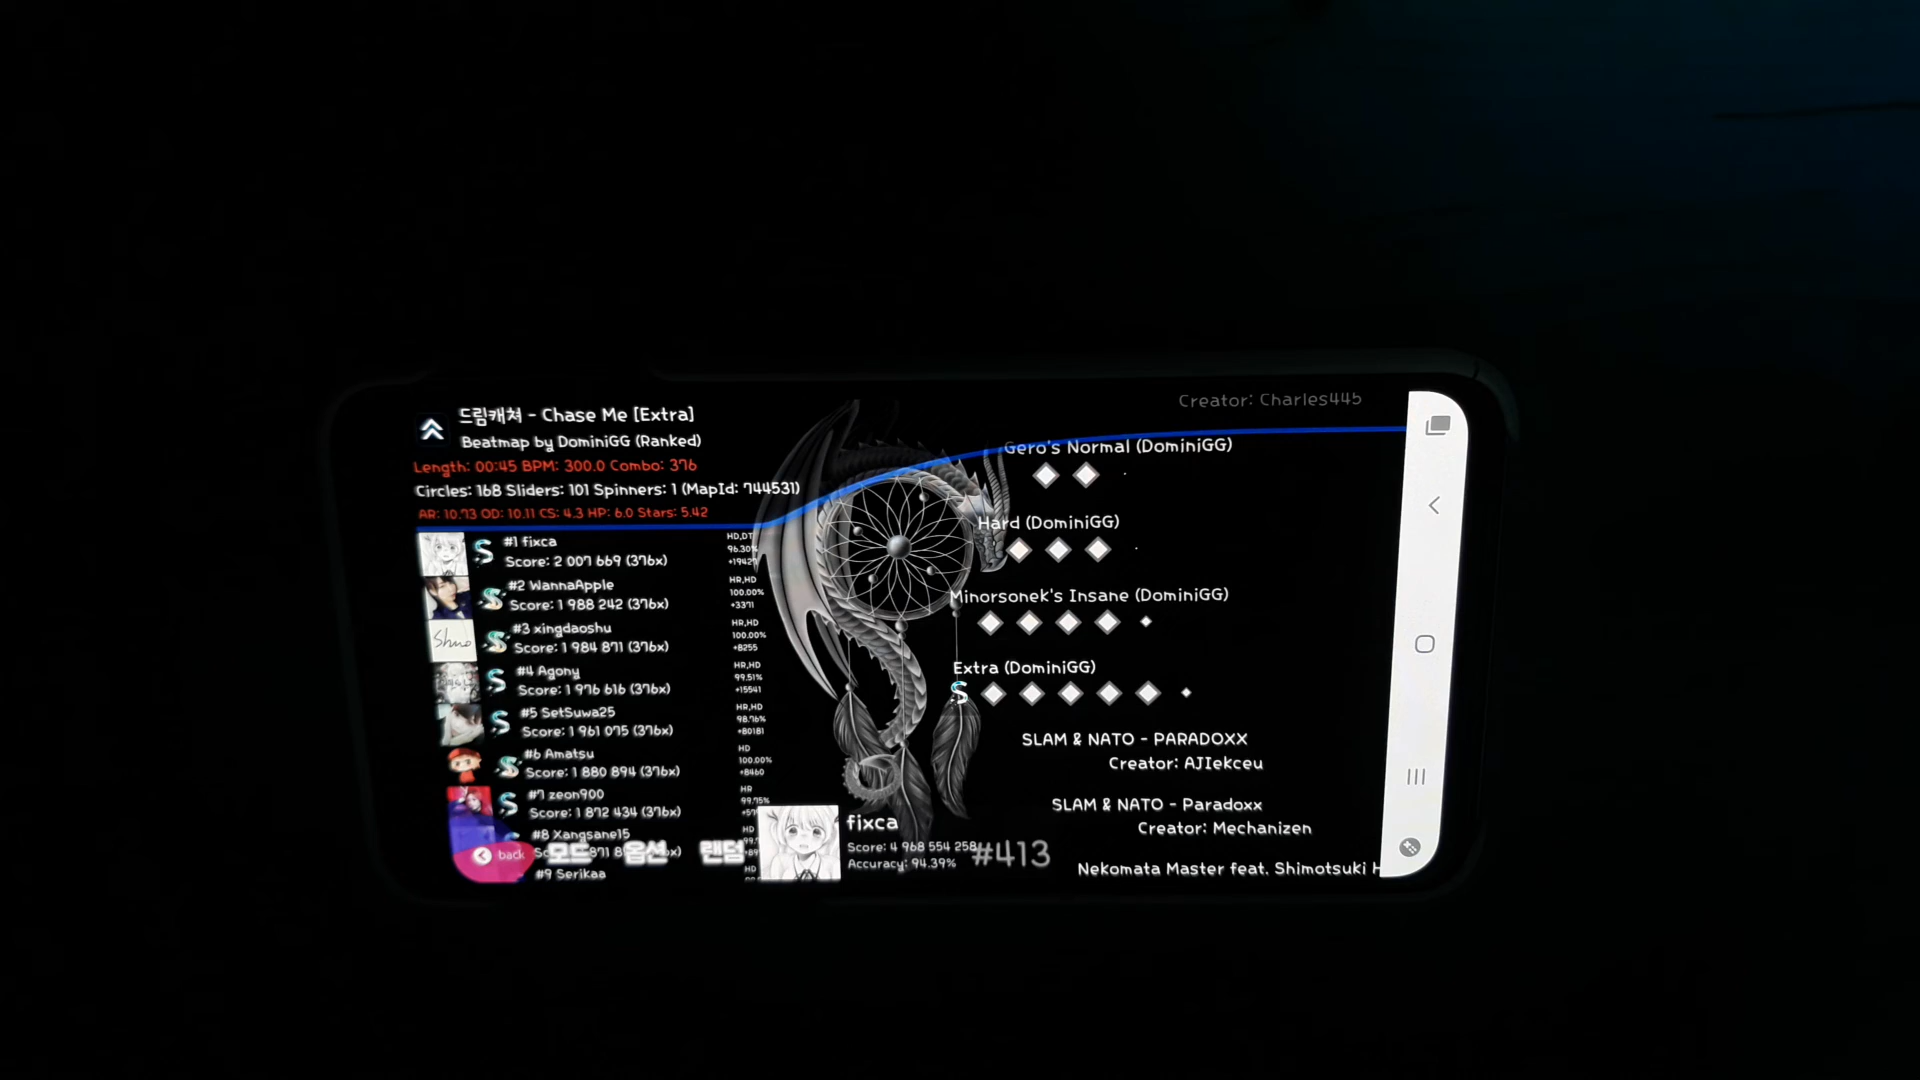 드림캐쳐 - Chase Me [Extra]
Beatmap by DominiGG (Ranked)
Length: 00:45 BPM: 300.0 Combo: 376
Circles: 168 Sliders: 101 Spinners: 1 (MapId: 744531)
AR: 10.73 OD: 10.11 CS: 4.3 HP: 6.0 Stars: 5.42
#1 fixca
Score: 2 007 669 (376x)
HD,DT
96.30%
+19427
#2 WannaApple
Score: 1 988 242 (376x)
HR,HD
100.00%
+3371
#3 xingdaoshu
Score: 1 984 871 (376x)
HR,HD
100.00%
+8255
#4 Agony
Score: 1 976 616 (376x)
HR,HD
99.51%
+15541
#5 SetSuwa25
Score: 1 961 075 (376x)
HR,HD
98.76%
+80181
#6 Amatsu
Score: 1 880 894 (376x)
HD
100.00%
+8460
#7 zeon900
Score: 1 872 434 (376x)
HR
99.75%
#8 Xangsane15
HD
#9 Serikaa
HD
back
모드
옵션
랜덤
fixca
Score: 4 968 554 258
Accuracy: 94.39%
#413
Creator: Charles445
Gero's Normal (DominiGG)
Hard (DominiGG)
Minorsonek's Insane (DominiGG)
Extra (DominiGG)
S
SLAM & NATO - PARADOXX
Creator: AJIekceu
SLAM & NATO - Paradoxx
Creator: Mechanizen
Nekomata Master feat. Shimotsuki H